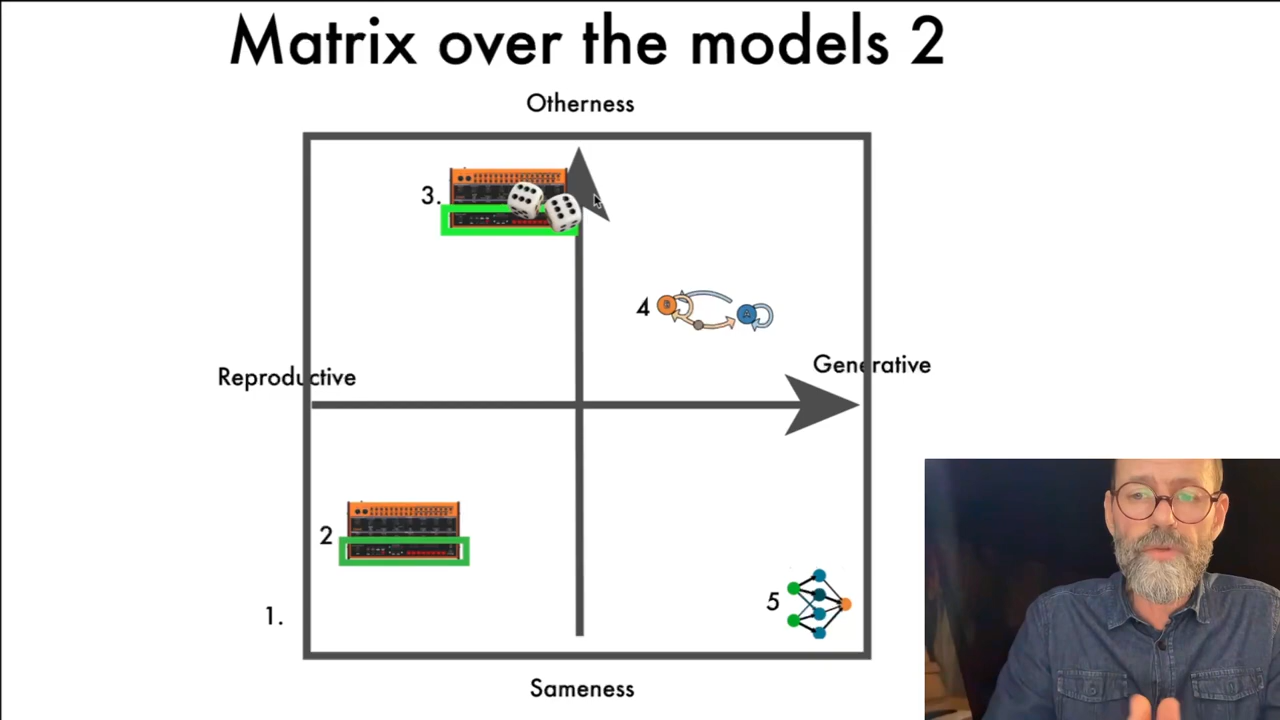 Matrix over the models 2
Otherness
3.
4
Generative
Reproductive
2
5
1.
Sameness